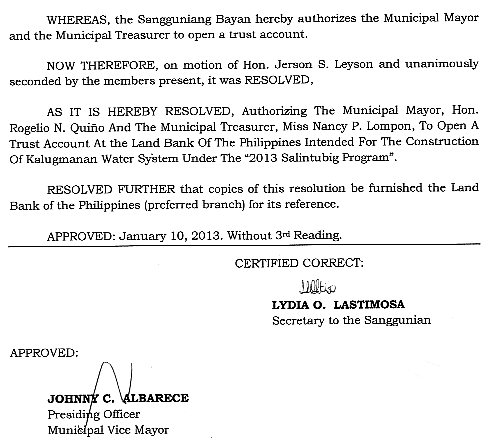 WHEREAS, the Sangguniang Bayan hereby authorizes the Municipal Mayor
and the Municipal Treasurer to open a trust account.
NOW THEREFORE, on motion of Hon. Jerson S. Leyson and unanimously
seconded by the members present, it was RESOLVED,
AS IT IS HEREBY RESOLVED, Authorizing The Municipal Mayor, Hon.
Rogelio N. Quiño And The Municipal Treasurer, Miss Nancy P. Lompon, To Open A
Trust Account At the Land Bank Of The Philippines Intended For The Construction
Of Kalugmanan Water System Under The "2013 Salintubig Program".
RESOLVED FURTHER that copies of this resolution be furnished the Land
Bank of the Philippines (preferred branch) for its reference.
APPROVED: January 10, 2013. Without 3rd Reading.
CERTIFIED CORRECT:
LYDIA O. LASTIMOSA
Secretary to the Sanggunian
APPROVED:
JOHNNY C. ALBARECE
Presiding Officer
Municipal Vice Mayor